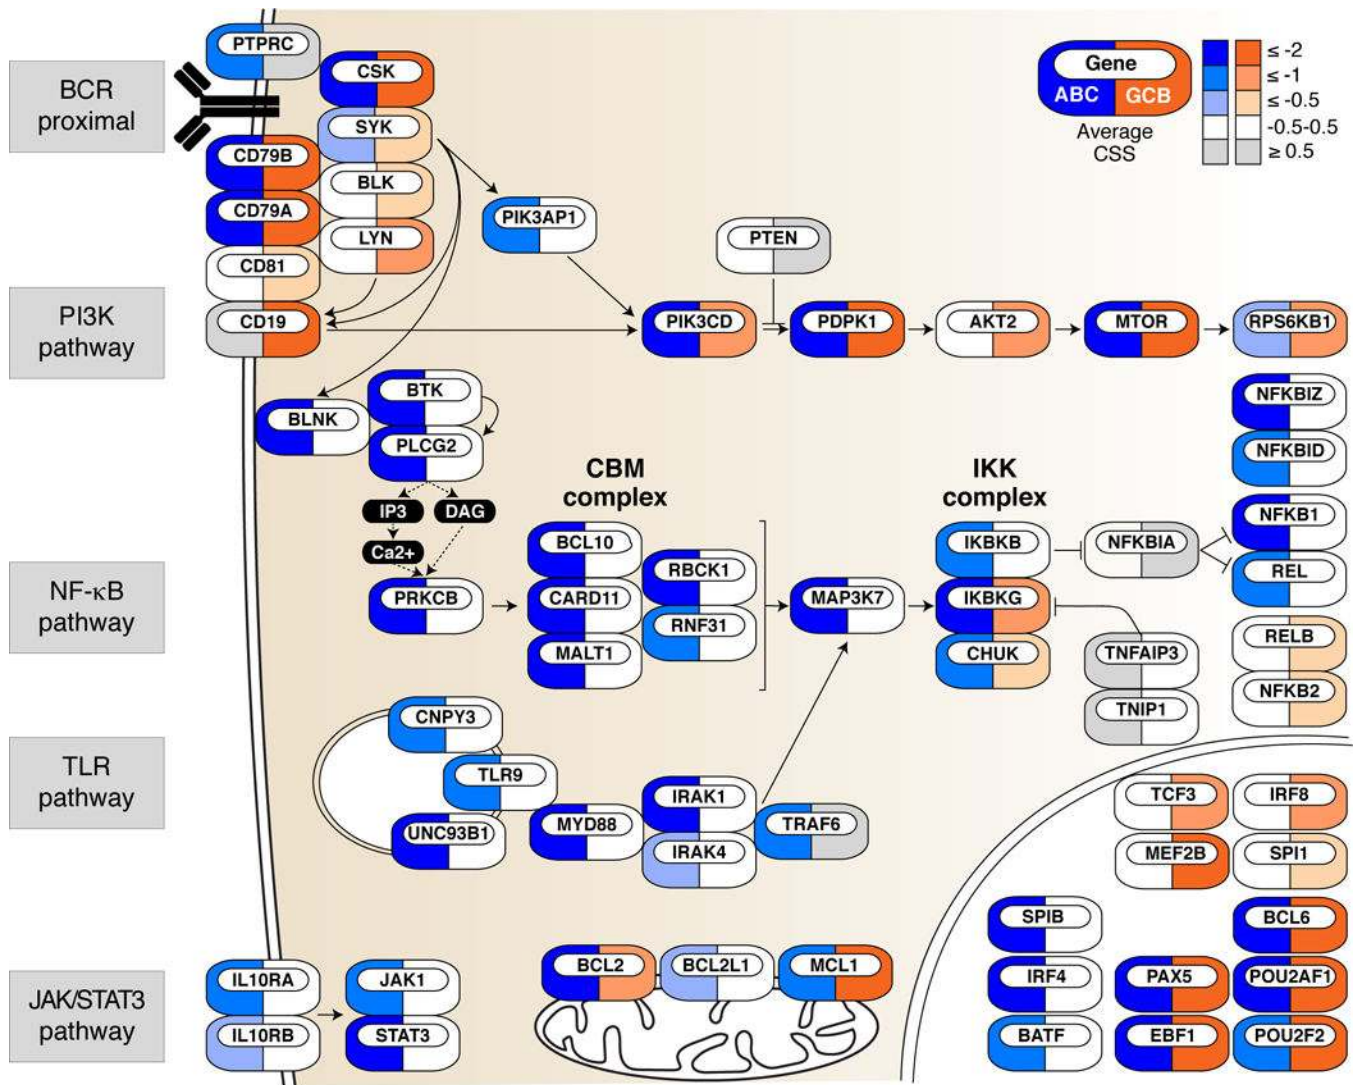 BCR
proximal
PTPRC
CSK
SYK
CD79B
BLK
CD79A
LYN
CD81
CD19
PIK3AP1
PTEN
Gene
ABC GCB
Average
CSS
≤ -2
≤ -1
≤ -0.5
-0.5-0.5
≥ 0.5
PI3K
pathway
PIK3CD
PDPK1
AKT2
MTOR
RPS6KB1
BTK
BLNK
PLCG2
IP3
DAG
Ca2+
PRKCB
NF-κB
pathway
CBM
complex
BCL10
CARD11
MALT1
RBCK1
RNF31
MAP3K7
IKK
complex
IKBKB
IKBKG
CHUK
NFKBIA
TNFAIP3
TNIP1
NFKBIZ
NFKBID
NFKB1
REL
RELB
NFKB2
TLR
pathway
CNPY3
TLR9
UNC93B1
MYD88
IRAK1
IRAK4
TRAF6
TCF3
IRF8
MEF2B
SPI1
JAK/STAT3
pathway
IL10RA
IL10RB
JAK1
STAT3
BCL2
BCL2L1
MCL1
SPIB
BCL6
IRF4
PAX5
POU2AF1
BATF
EBF1
POU2F2